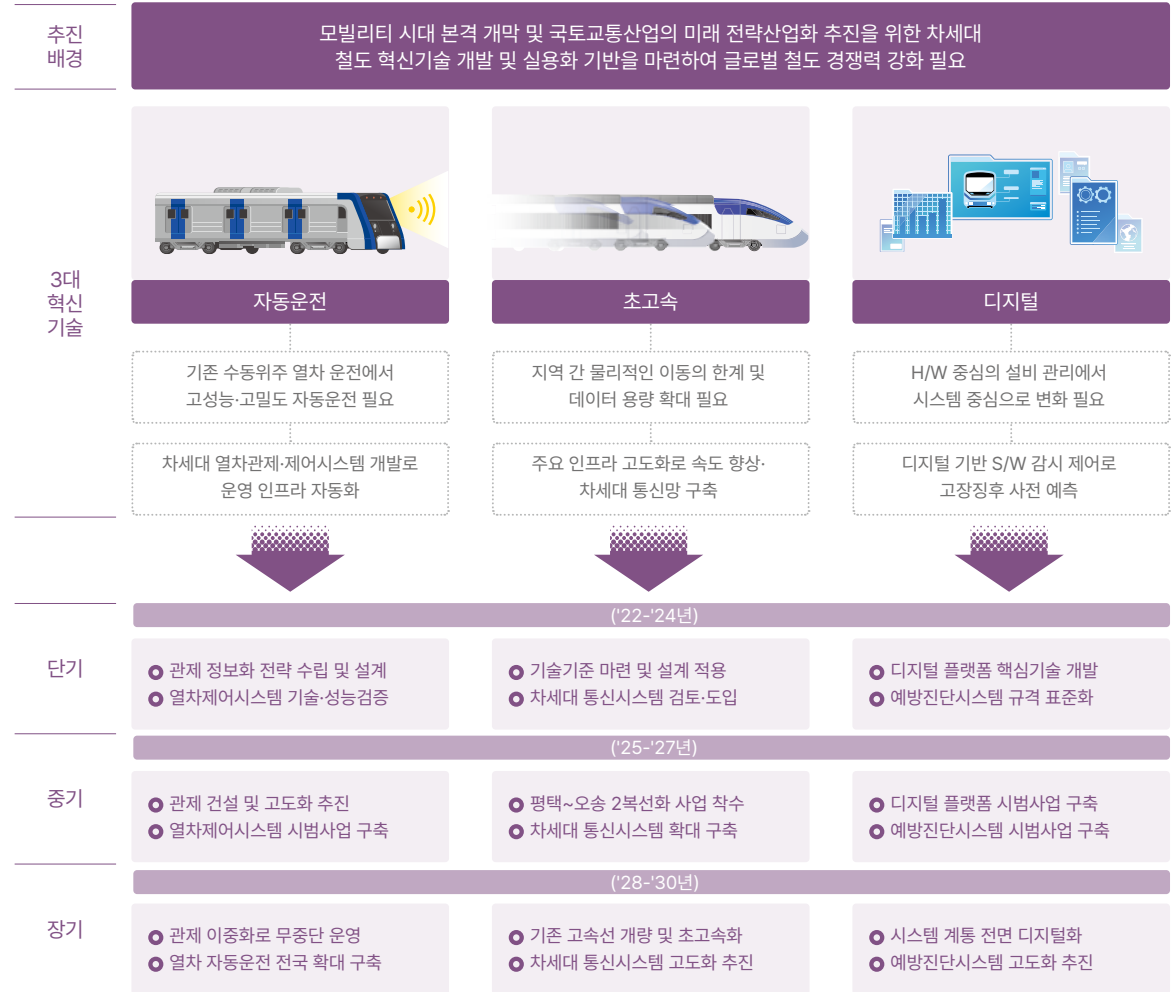 추진
배경
모빌리티 시대 본격 개막 및 국토교통산업의 미래 전략산업화 추진을 위한 차세대
철도 혁신기술 개발 및 실용화 기반을 마련하여 글로벌 철도 경쟁력 강화 필요
3대
혁신
기술
자동운전
초고속
디지털
기존 수동위주 열차 운전에서
고성능·고밀도 자동운전 필요
지역 간 물리적인 이동의 한계 및
데이터 용량 확대 필요
H/W 중심의 설비 관리에서
시스템 중심으로 변화 필요
차세대 열차관제·제어시스템 개발로
운영 인프라 자동화
주요 인프라 고도화로 속도 향상·
차세대 통신망 구축
디지털 기반 S/W 감시 제어로
고장징후 사전 예측
('22-'24년)
단기
관제 정보화 전략 수립 및 설계
열차제어시스템 기술·성능검증
기술기준 마련 및 설계 적용
차세대 통신시스템 검토·도입
디지털 플랫폼 핵심기술 개발
예방진단시스템 규격 표준화
('25-'27년)
중기
관제 건설 및 고도화 추진
열차제어시스템 시범사업 구축
평택~오송 2복선화 사업 착수
차세대 통신시스템 확대 구축
디지털 플랫폼 시범사업 구축
예방진단시스템 시범사업 구축
('28-'30년)
장기
관제 이중화로 무중단 운영
열차 자동운전 전국 확대 구축
기존 고속선 개량 및 초고속화
차세대 통신시스템 고도화 추진
시스템 계통 전면 디지털화
예방진단시스템 고도화 추진